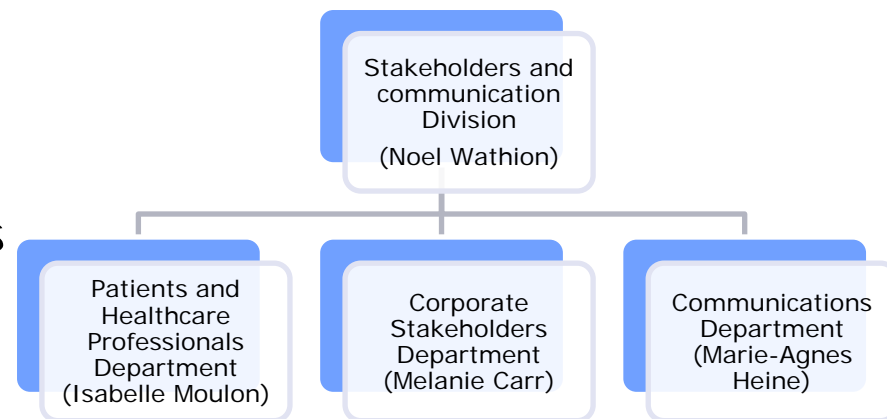 Stakeholders and
communication
Division
(Noel Wathion)
s
Patients and
Healthcare
Professionals
Department
(Isabelle Moulon)
Corporate
Stakeholders
Department
(Melanie Carr)
Communications
Department
(Marie-Agnes
Heine)